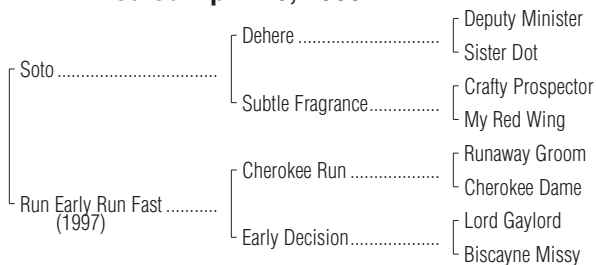 Dehere ................................
Deputy Minister
Sister Dot
Soto ....................................
Subtle Fragrance................
Crafty Prospector
My Red Wing
Run Early Run Fast ...........
(1997)
Cherokee Run ....................
Runaway Groom
Cherokee Dame
Early Decision.....................
Lord Gaylord
Biscayne Missy